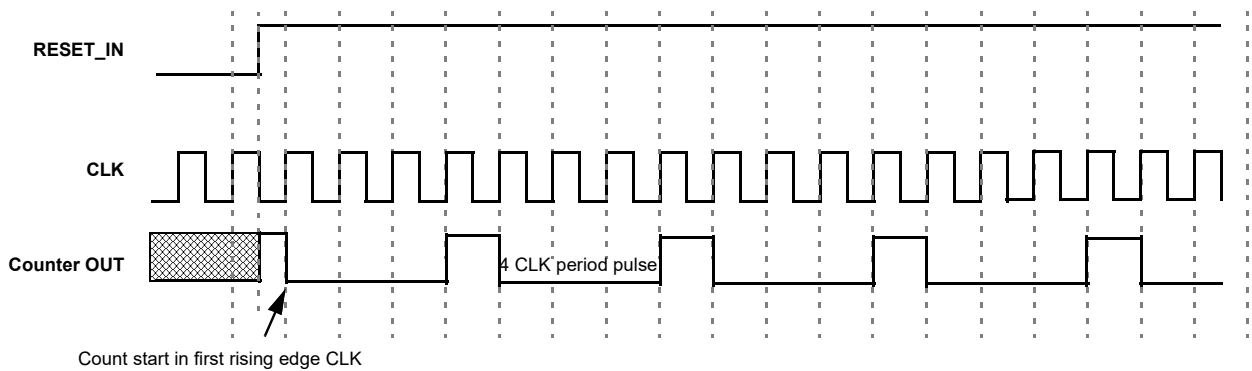 RESET_IN
CLK
Counter OUT
4 CLK period pulse
Count start in first rising edge CLK